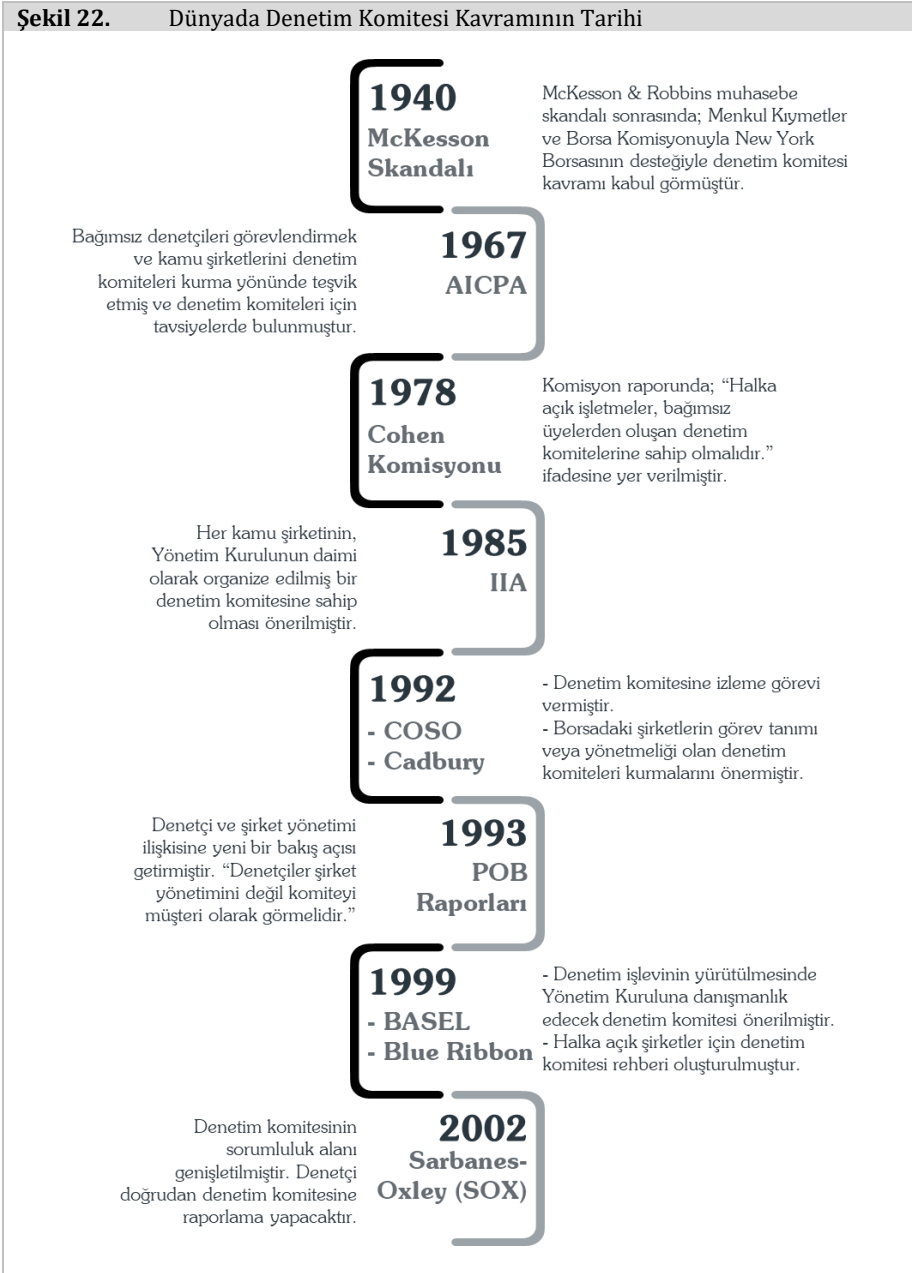 Şekil 22. Dünyada Denetim Komitesi Kavramının Tarihi
1940
McKesson
Skandalı
McKesson & Robbins muhasebe
skandalı sonrasında; Menkul Kıymetler
ve Borsa Komisyonuyla New York
Borsasının desteğiyle denetim komitesi
kavramı kabul görmüştür.
1967
AICPA
Bağımsız denetçileri görevlendirmek
ve kamu şirketlerini denetim
komiteleri kurma yönünde teşvik
etmiş ve denetim komiteleri için
tavsiyelerde bulunmuştur.
1978
Cohen
Komisyonu
Komisyon raporunda; “Halka
açık işletmeler, bağımsız
üyelerden oluşan denetim
komitelerine sahip olmalıdır.”
ifadesine yer verilmiştir.
1985
IIA
Her kamu şirketinin,
Yönetim Kurulunun daimi
olarak organize edilmiş bir
denetim komitesine sahip
olması önerilmiştir.
1992
- COSO
- Cadbury
- Denetim komitesine izleme görevi
vermiştir.
- Borsadaki şirketlerin görev tanımı
veya yönetmeliği olan denetim
komiteleri kurmalarını önermiştir.
1993
POB
Raporları
Denetçi ve şirket yönetimi
ilişkisine yeni bir bakış açısı
getirmiştir. “Denetçiler şirket
yönetimini değil komiteyi
müşteri olarak görmelidir.”
1999
- BASEL
- Blue Ribbon
- Denetim işlevinin yürütülmesinde
Yönetim Kuruluna danışmanlık
edecek denetim komitesi önerilmiştir.
- Halka açık şirketler için denetim
komitesi rehberi oluşturulmuştur.
2002
Sarbanes-
Oxley (SOX)
Denetim komitesinin
sorumluluk alanı
genişletilmiştir. Denetçi
doğrudan denetim komitesine
raporlama yapacaktır.